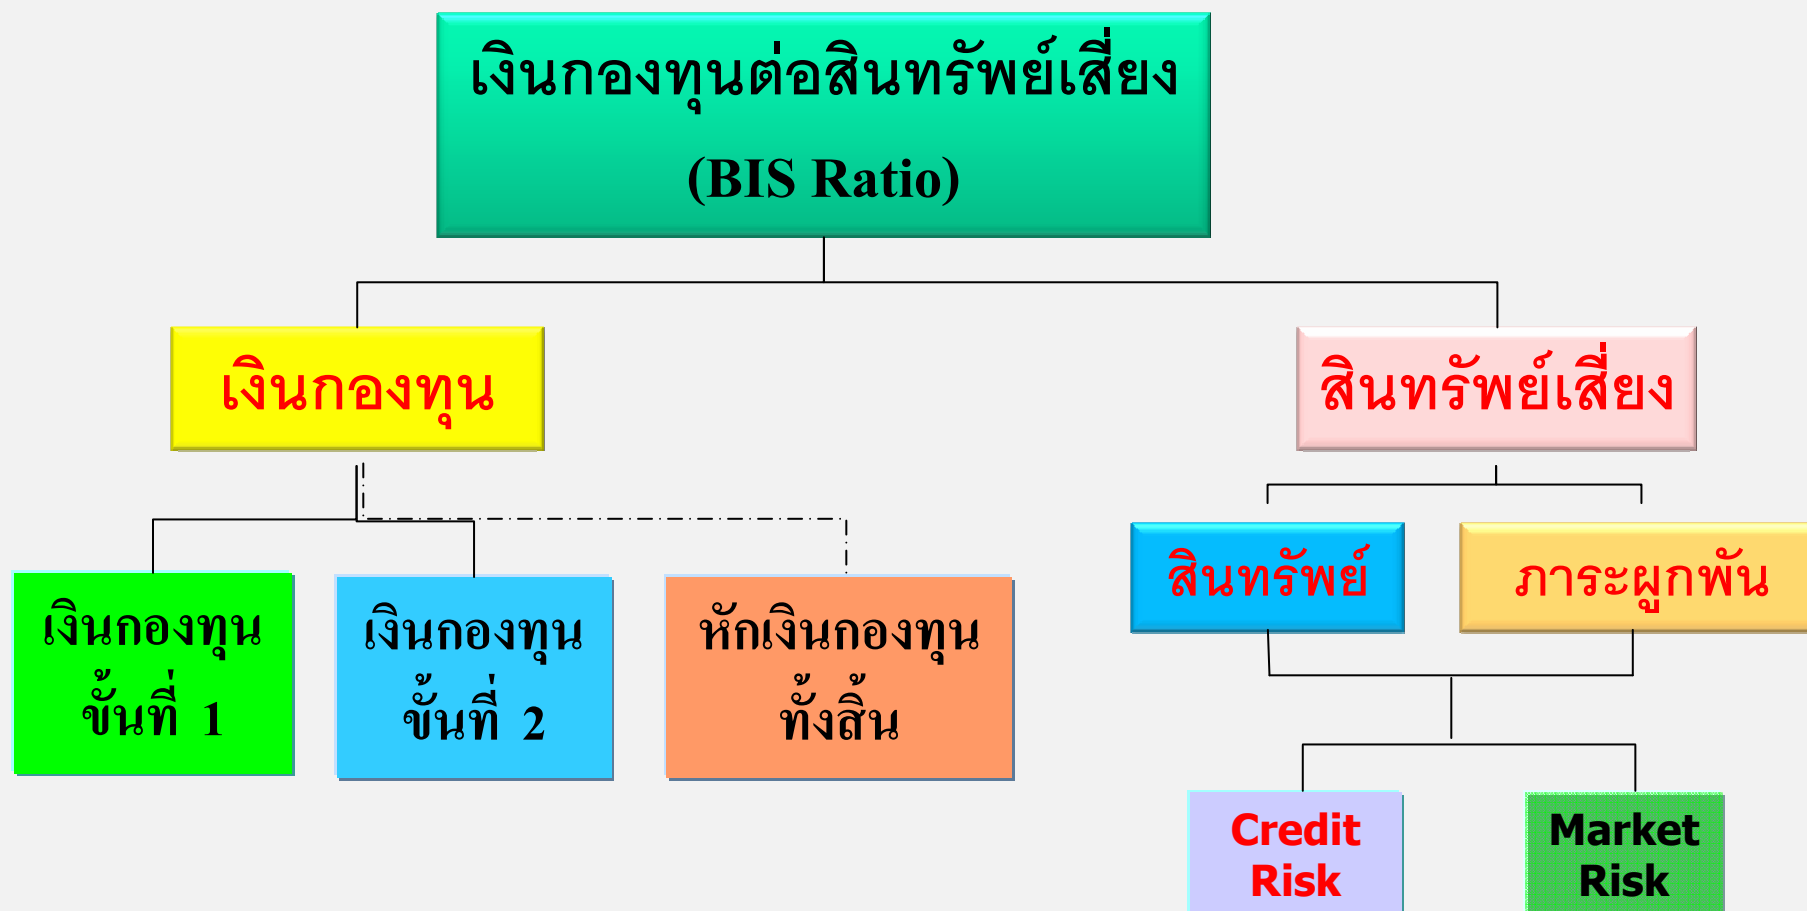 เงินกองทุนต่อสินทรัพย์เสี่ยง
(BIS Ratio)
เงินกองทุน
สินทรัพย์เสี่ยง
สินทรัพย์
ภาระผูกพัน
เงินกองทุน
ขั้นที่ 1
เงินกองทุน
ขั้นที่ 2
หักเงินกองทุน
ทั้งสิ้น
Credit
Risk
Market
Risk